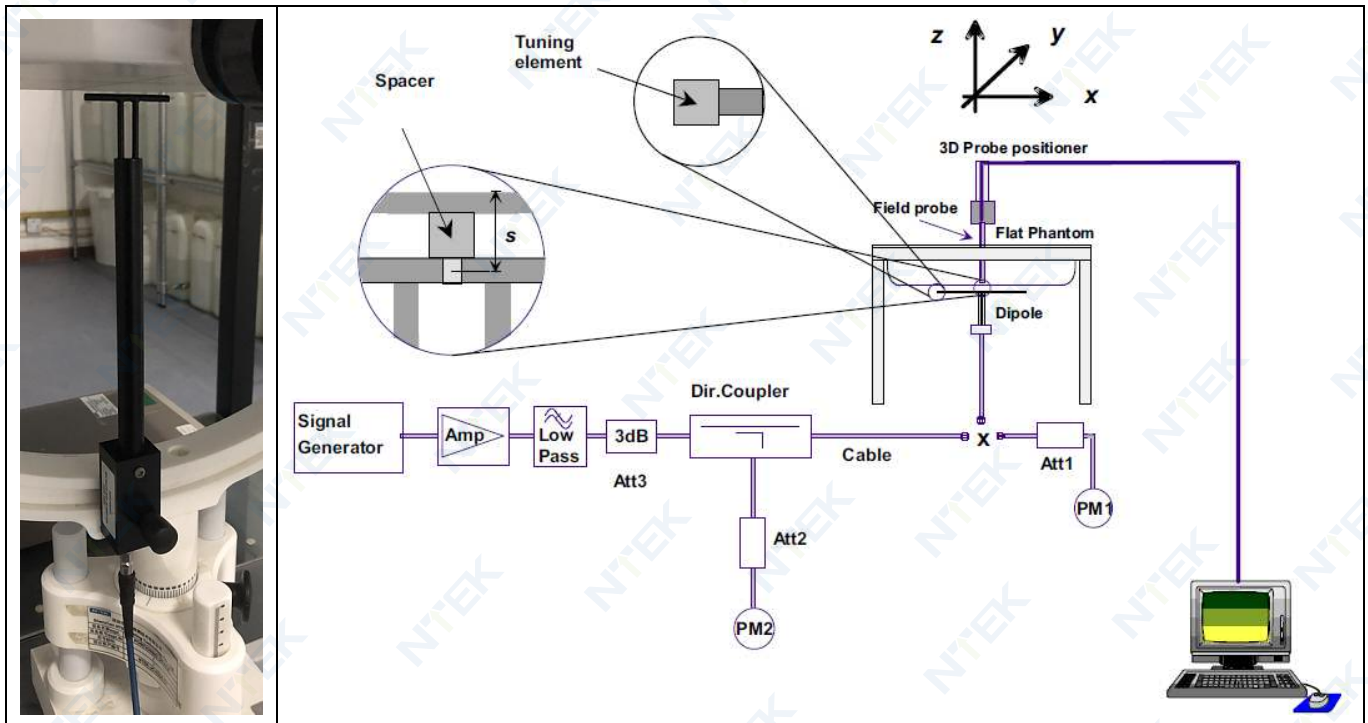 Tuning
element
Spacer
s
z
y
x
3D Probe positioner
Field probe
Flat Phantom
Dipole
Dir.Coupler
Signal
Generator
Amp
Low
Pass
3dB
Att3
Cable
x
Att1
PM1
Att2
PM2
NTEK